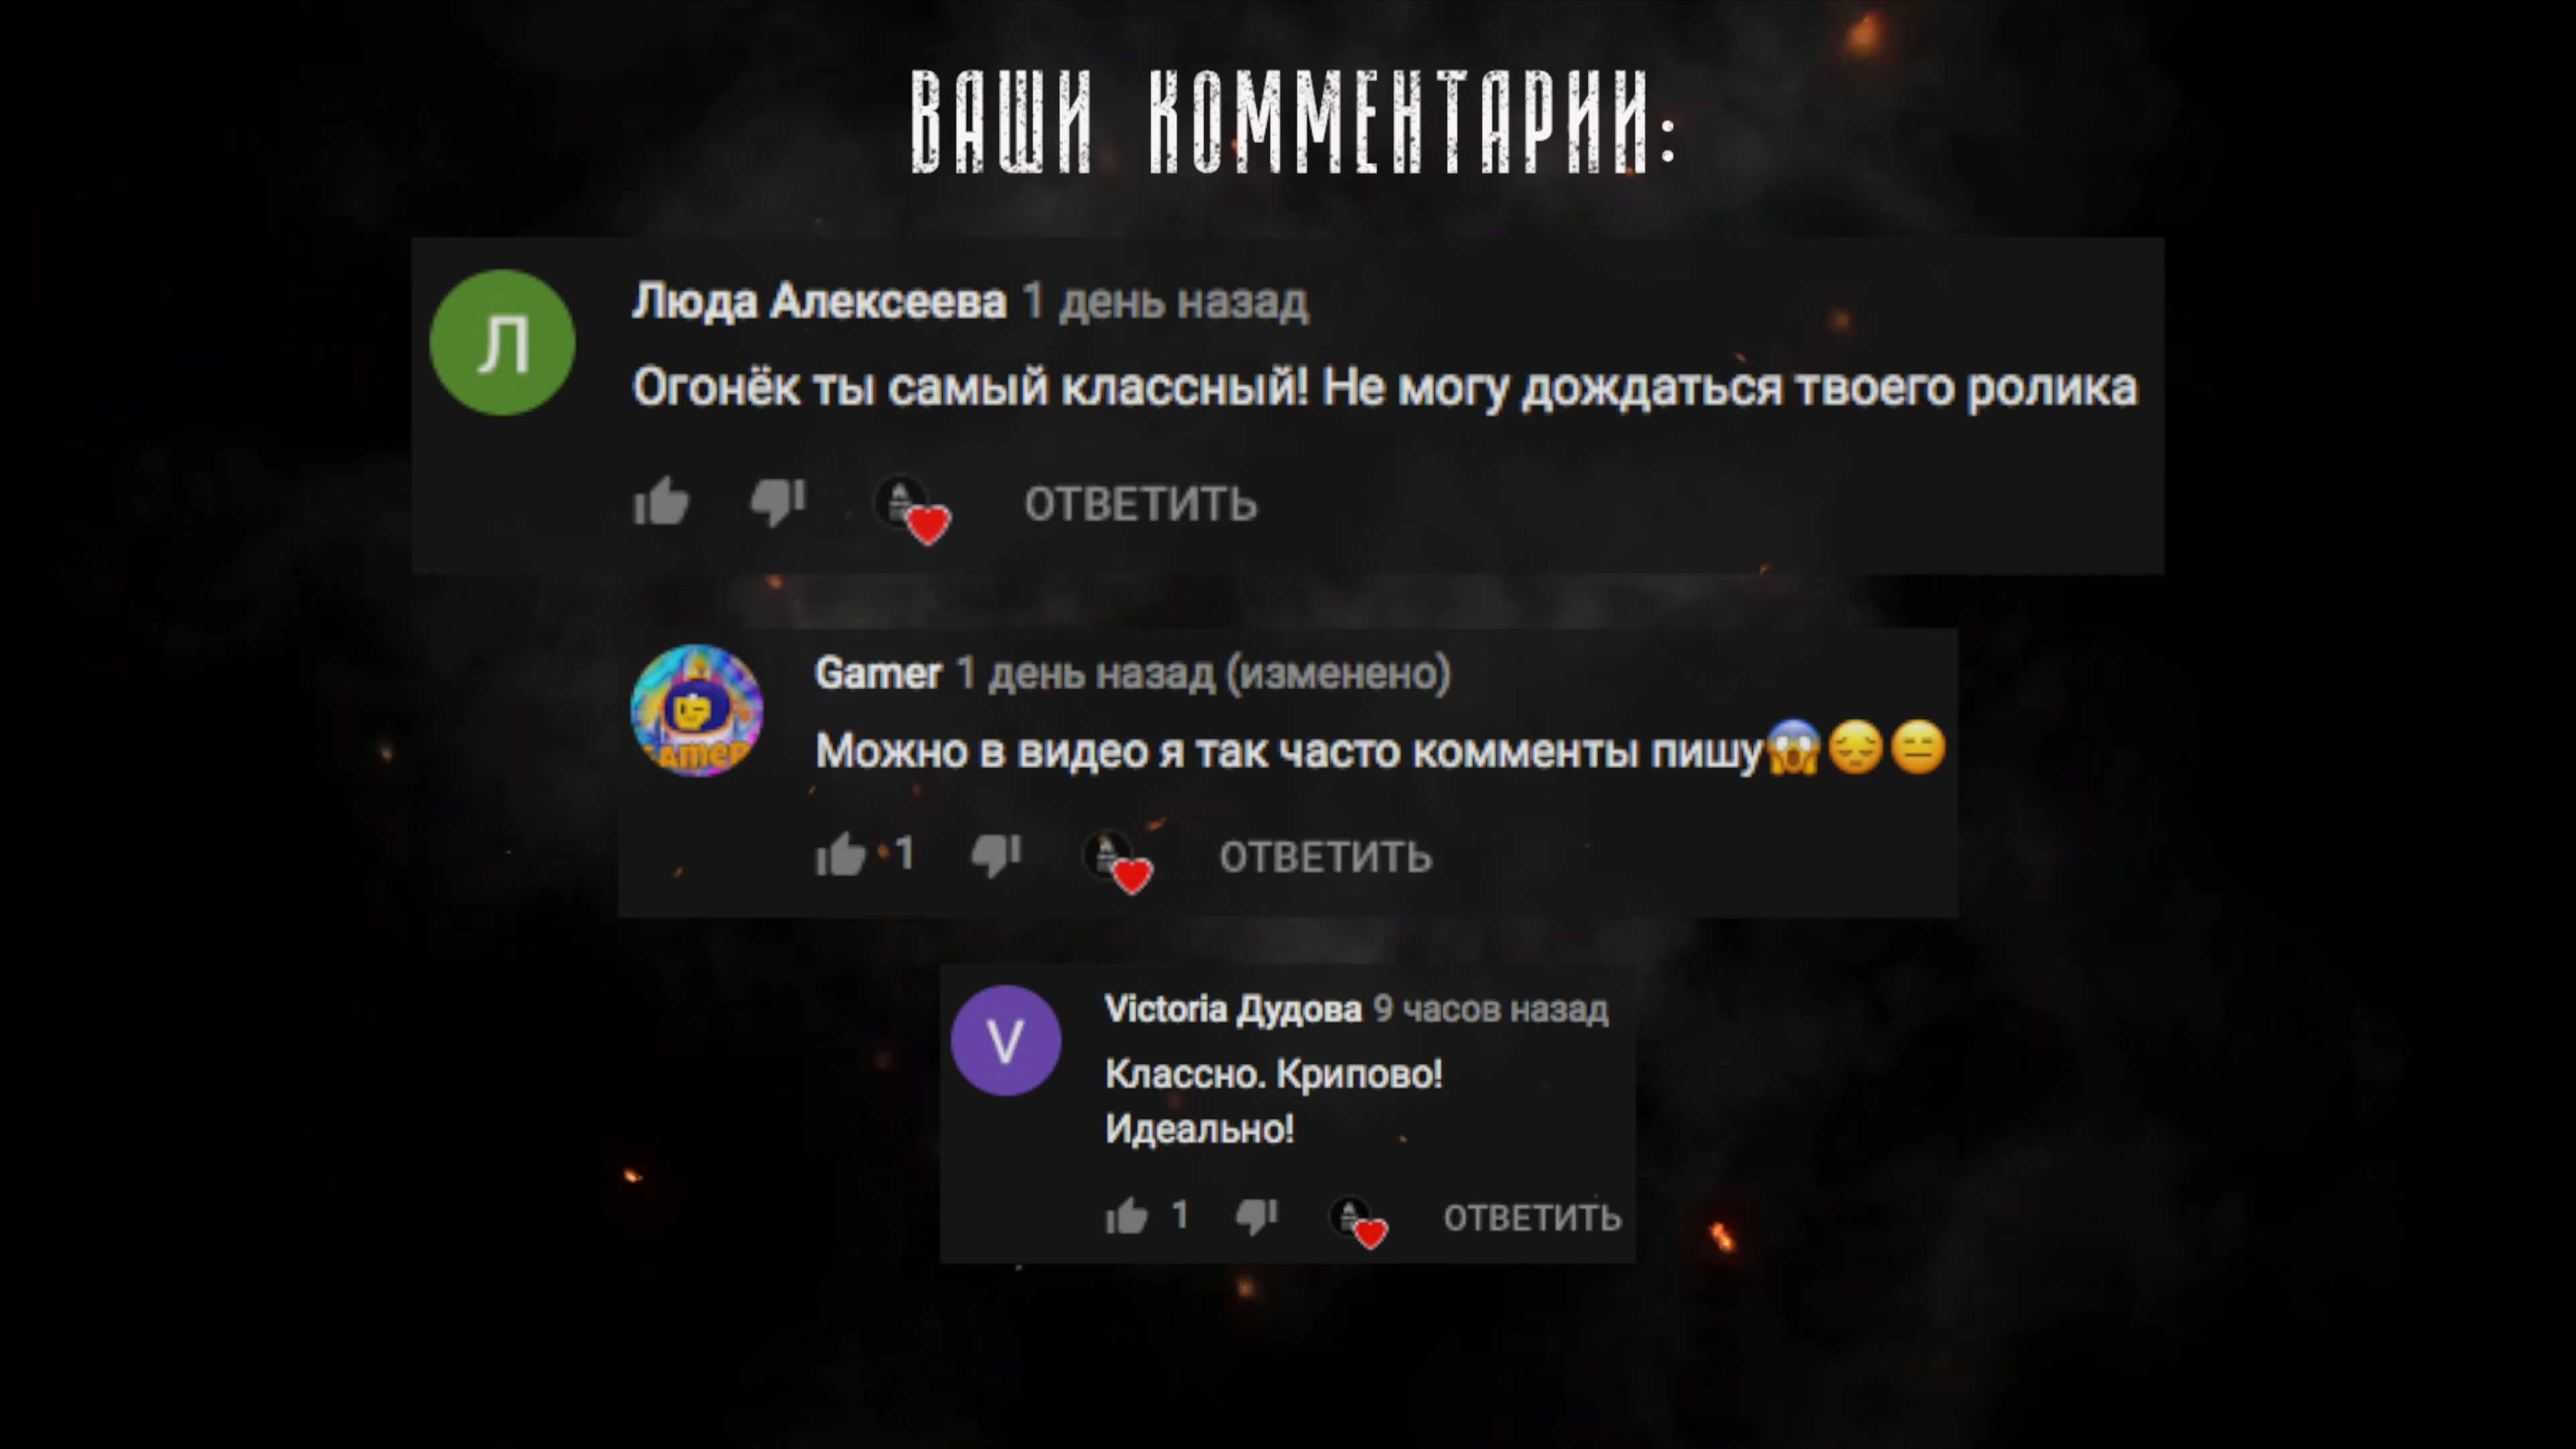 ВАШИ КОММЕНТАРИИ:
Л
Люда Алексеева 1 день назад
Огонёк ты самый классный! Не могу дождаться твоего ролика
ОТВЕТИТЬ
GAMER
Gamer 1 день назад (изменено)
Можно в видео я так часто комменты пишу😱😔😑
1
ОТВЕТИТЬ
V
Victoria Дудова 9 часов назад
Классно. Крипово!
Идеально!
1
ОТВЕТИТЬ